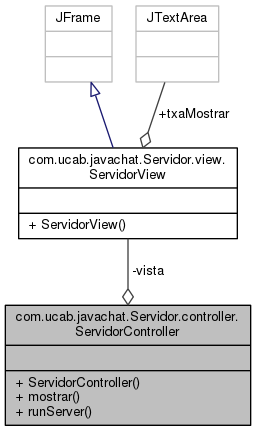 JFrame
JTextArea
+txaMostrar
com.ucab.javachat.Servidor.view.
ServidorView
+ ServidorView()
-vista
com.ucab.javachat.Servidor.controller.
ServidorController
+ ServidorController()
+ mostrar()
+ runServer()